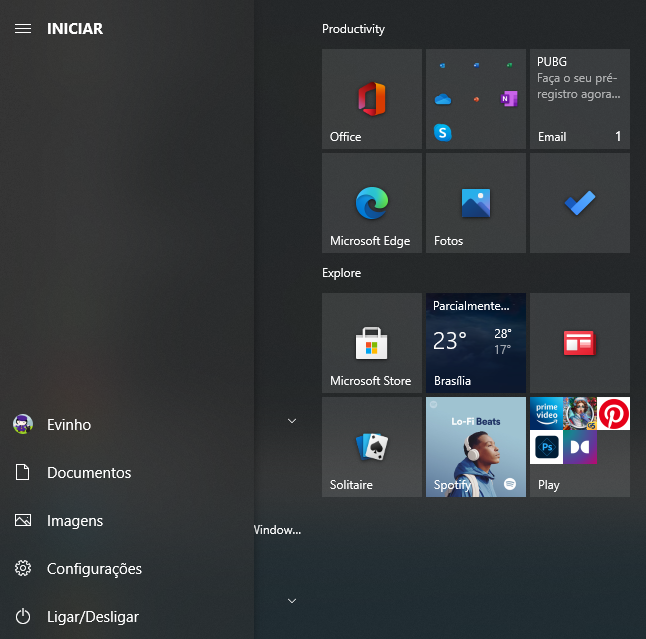 INICIAR
Evinho
Documentos
Imagens
Configurações
Ligar/Desligar
Window...
Productivity
Office
PUBG
Faça o seu pré-
registro agora...
Email 1
Microsoft Edge
Fotos
Explore
Microsoft Store
Parcialmente...
23° 28°
17°
Brasília
Solitaire
Lo-Fi Beats
Spotify
prime
video
Ps
Play